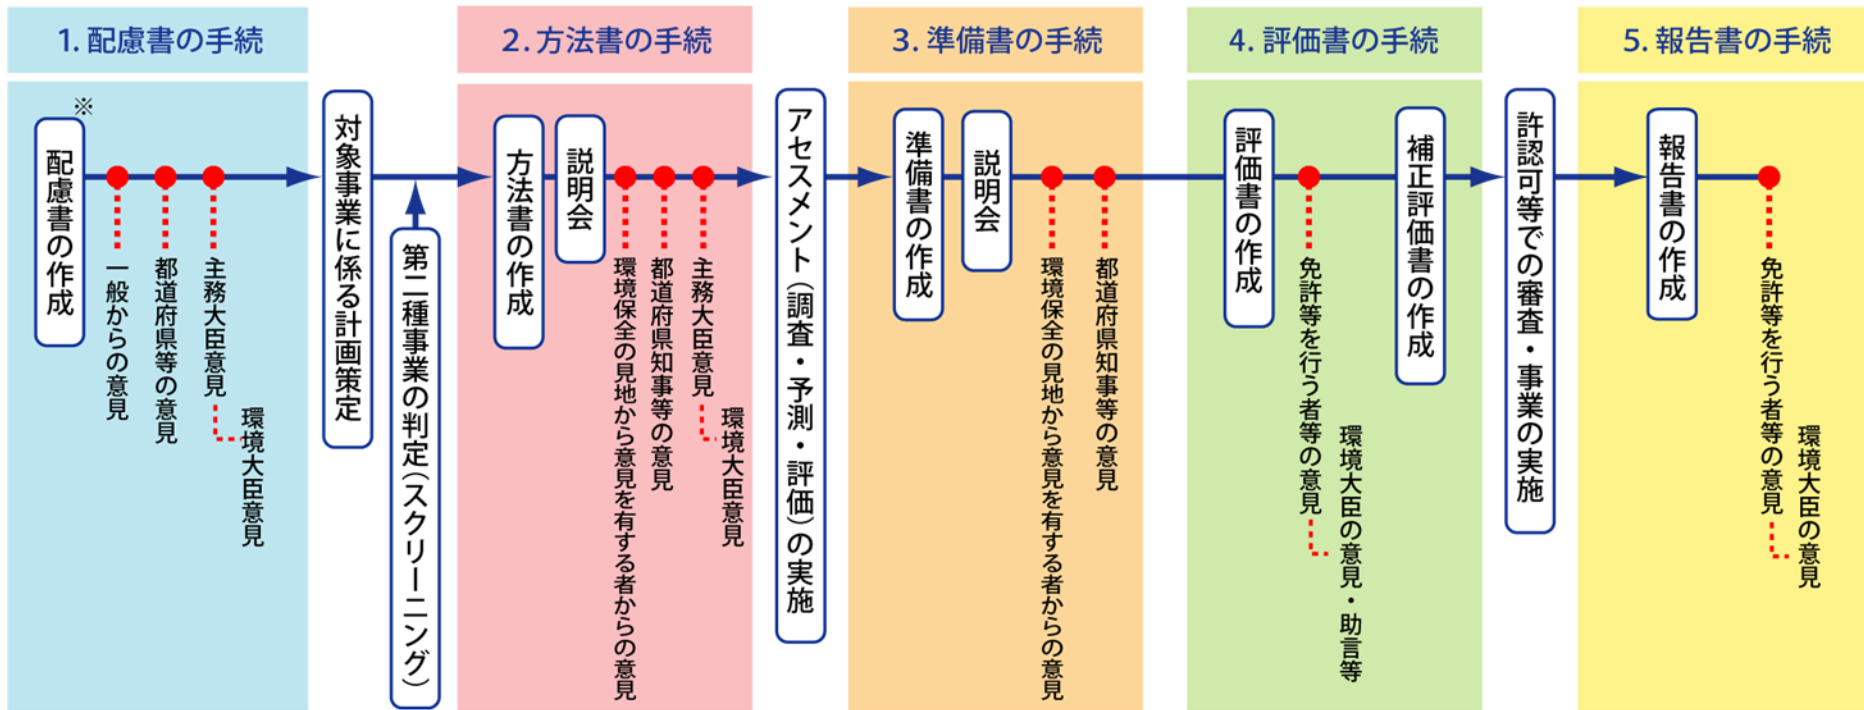 1. 配慮書の手続
※
配慮書の作成
一般からの意見
都道府県等の意見
主務大臣意見
環境大臣意見
対象事業に係る計画策定
第二種事業の判定(スクリーニング)
2. 方法書の手続
方法書の作成
説明会
環境保全の見地から意見を有する者からの意見
都道府県知事等の意見
主務大臣意見
環境大臣意見
アセスメント(調査・予測・評価)の実施
3. 準備書の手続
準備書の作成
説明会
環境保全の見地から意見を有する者からの意見
都道府県知事等の意見
4. 評価書の手続
評価書の作成
免許等を行う者等の意見
環境大臣の意見・助言等
補正評価書の作成
許認可等での審査・事業の実施
5. 報告書の手続
報告書の作成
免許等を行う者等の意見
環境大臣の意見